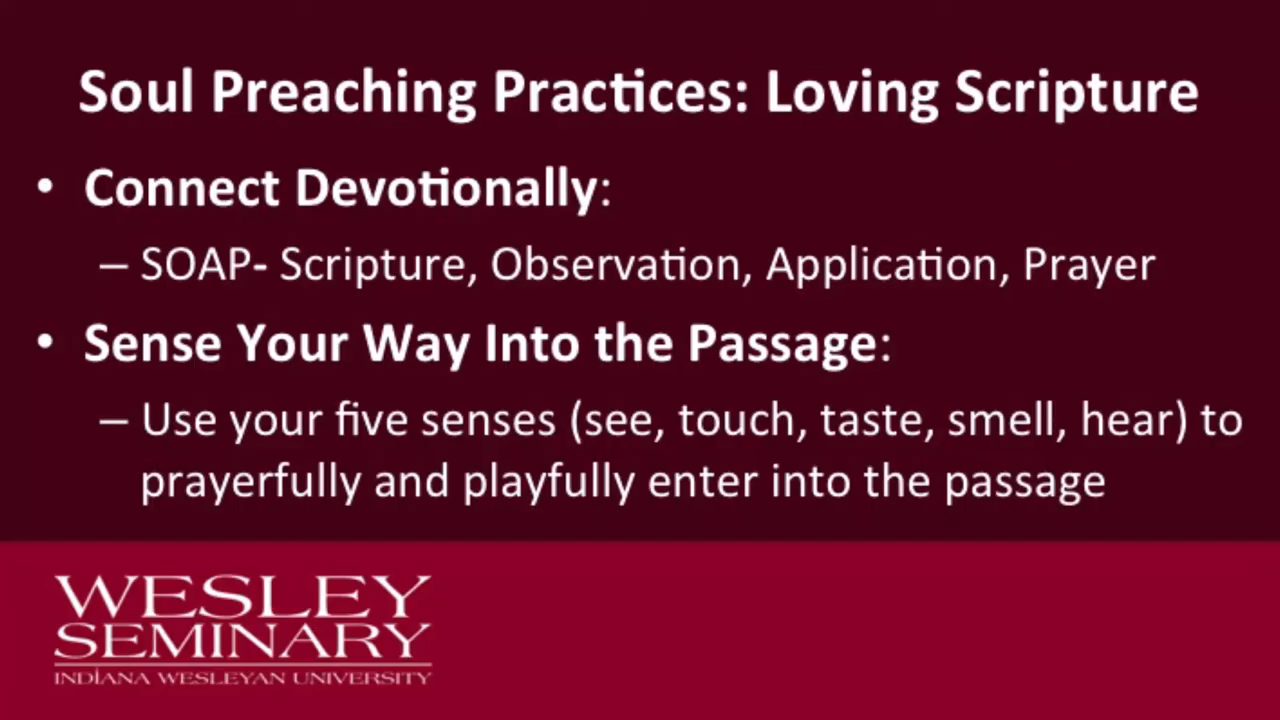 Soul Preaching Practices: Loving Scripture
• Connect Devotionally:
– SOAP- Scripture, Observation, Application, Prayer
• Sense Your Way Into the Passage:
– Use your five senses (see, touch, taste, smell, hear) to
prayerfully and playfully enter into the passage
WESLEY
SEMINARY
INDIANA WESLEYAN UNIVERSITY